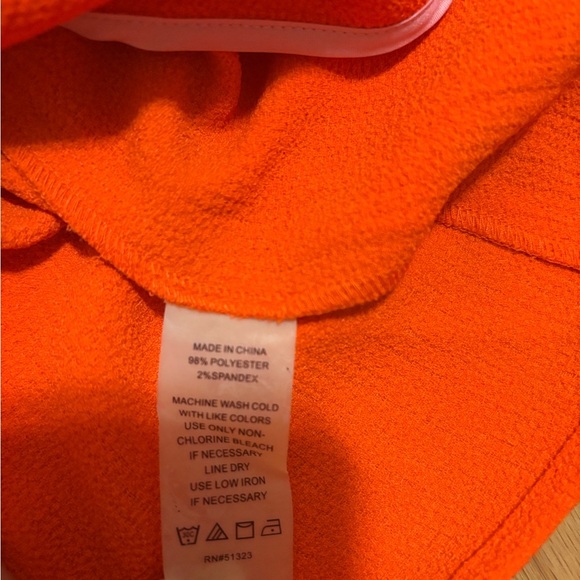 MADE IN CHINA
98% POLYESTER
2%SPANDEX
MACHINE WASH COLD
WITH LIKE COLORS
USE ONLY NON-
CHLORINE BLEACH
IF NECESSARY
LINE DRY
USE LOW IRON
IF NECESSARY
RN#51323